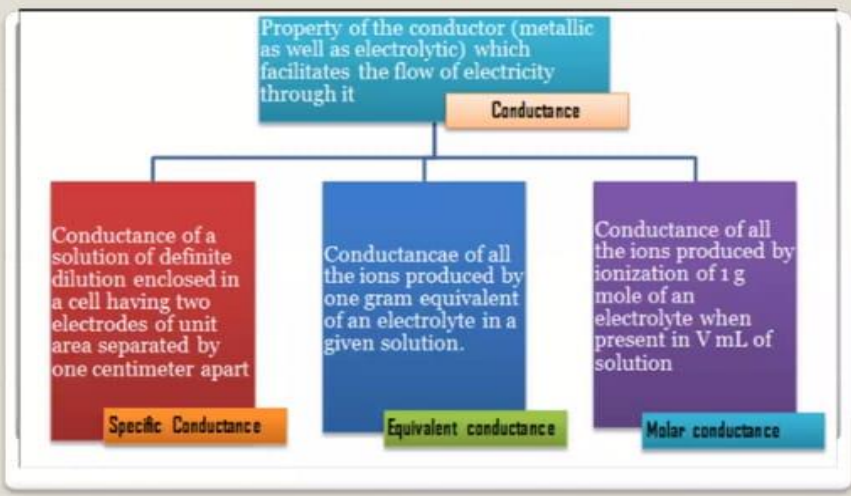 Property of the conductor (metallic
as well as electrolytic) which
facilitates the flow of electricity
through it
Conductance
Conductance of a
solution of definite
dilution enclosed in
a cell having two
electrodes of unit
area separated by
one centimeter apart
Specific Conductance
Conductancae of all
the ions produced by
one gram equivalent
of an electrolyte in a
given solution.
Equivalent conductance
Conductance of all
the ions produced by
ionization of 1 g
mole of an
electrolyte when
present in V mL of
solution
Molar conductance